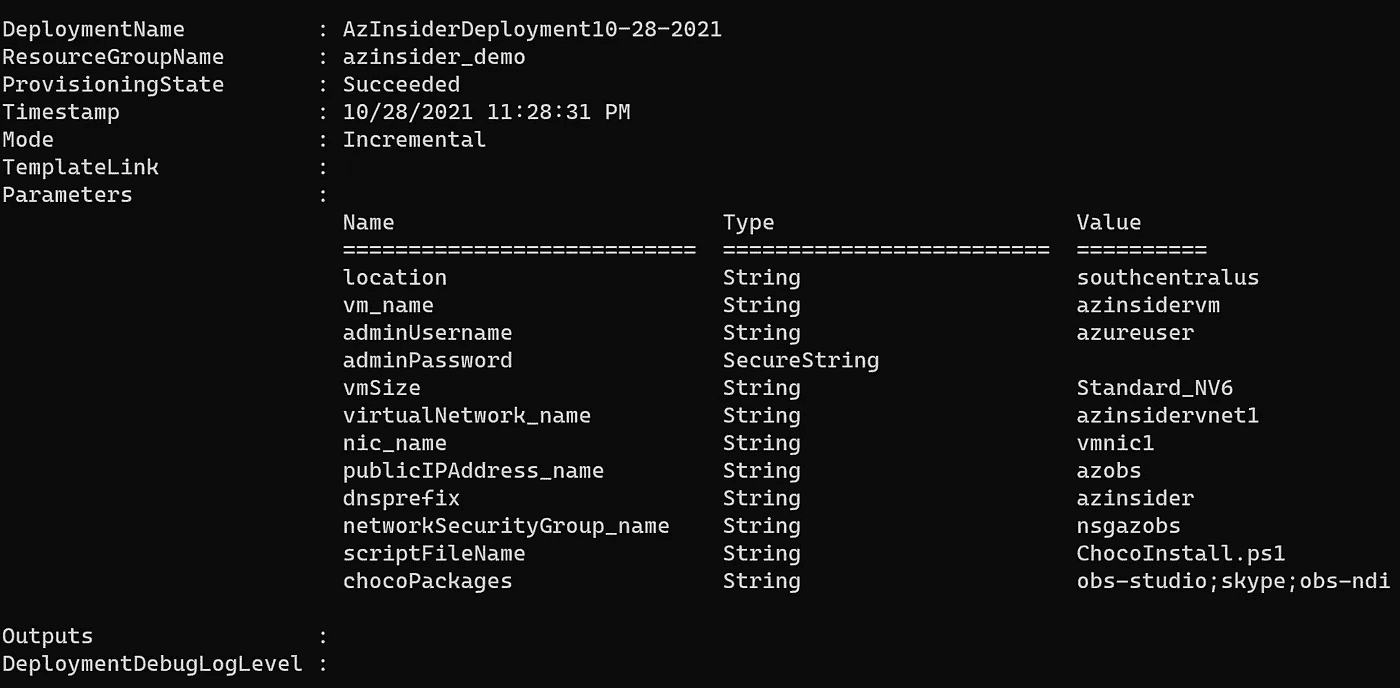 DeploymentName          : AzInsiderDeployment10-28-2021
ResourceGroupName       : azinsider_demo
ProvisioningState       : Succeeded
Timestamp               : 10/28/2021 11:28:31 PM
Mode                    : Incremental
TemplateLink            :
Parameters              :
                          Name                         Type                       Value
                          ===========================  =========================  ==========
                          location                     String                     southcentralus
                          vm_name                      String                     azinsidervm
                          adminUsername                String                     azureuser
                          adminPassword                SecureString
                          vmSize                       String                     Standard_NV6
                          virtualNetwork_name          String                     azinsidervnet1
                          nic_name                     String                     vmnic1
                          publicIPAddress_name         String                     azobs
                          dnsprefix                    String                     azinsider
                          networkSecurityGroup_name    String                     nsgazobs
                          scriptFileName               String                     ChocoInstall.ps1
                          chocoPackages                String                     obs-studio;skype;obs-ndi
Outputs                 :
DeploymentDebugLogLevel :